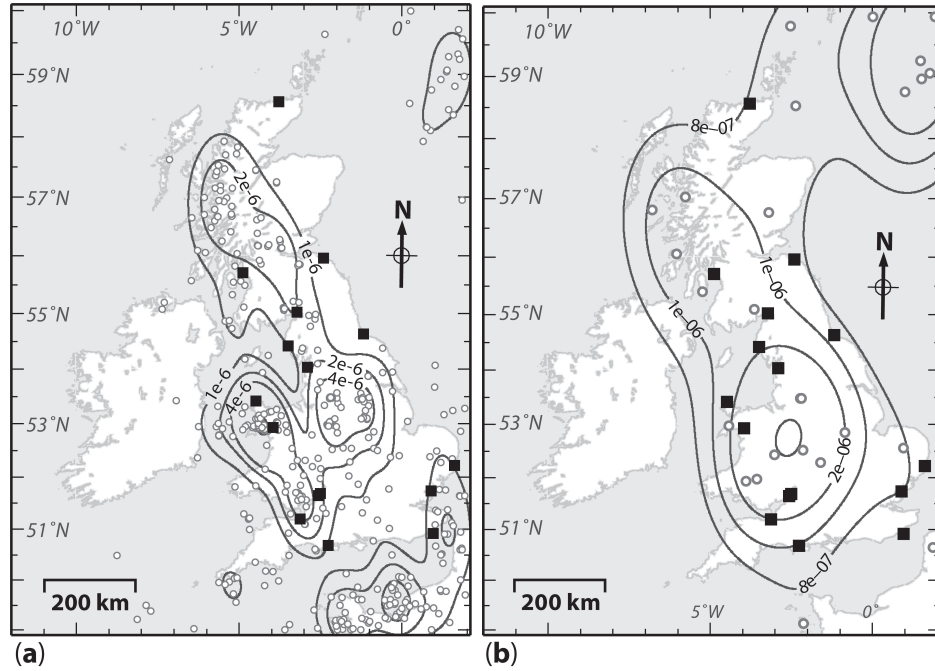 10°W 5°W 0°
59°N
57°N
55°N
53°N
51°N
2e-6
1e-6
N
2e-6
4e-6
1e-6
4e-6
200 km
(a)
10°W
59°N
57°N
55°N
53°N
51°N
8e–07
1e–06
1e–06
N
2e–06
8e–07
200 km
5°W 0°
(b)